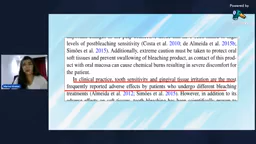 levels of postbleaching sensitivity (Costa et al. 2010; de Almeida et al. 2015b;
Simões et al. 2015). Additionally, extreme caution must be taken to protect oral
soft tissues and prevent swallowing of bleaching product, as contact of this prod-
uct with oral mucosa can cause chemical burns resulting in severe discomfort for
the patient.
In clinical practice, tooth sensitivity and gingival tissue irritation are the most
frequently reported adverse effects by patients who undergo different bleaching
treatments (Almeida et al. 2012; Simões et al. 2015). However, in addition to its